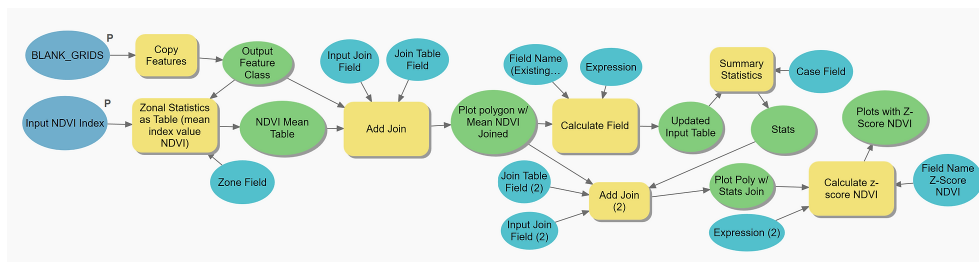 P
BLANK_GRIDS
Copy
Features
Output
Feature
Class
Input Join
Field
Join Table
Field
Field Name
(Existing...
Expression
Summary
Statistics
Case Field
P
Input NDVI Index
Zonal Statistics
as Table (mean
index value
NDVI)
NDVI Mean
Table
Add Join
Plot polygon w/
Mean NDVI
Joined
Calculate Field
Updated
Input Table
Stats
Plots with Z-
Score NDVI
Zone Field
Join Table
Field (2)
Input Join
Field (2)
Add Join
(2)
Plot Poly w/
Stats Join
Expression (2)
Calculate z-
score NDVI
Field Name
Z-Score
NDVI